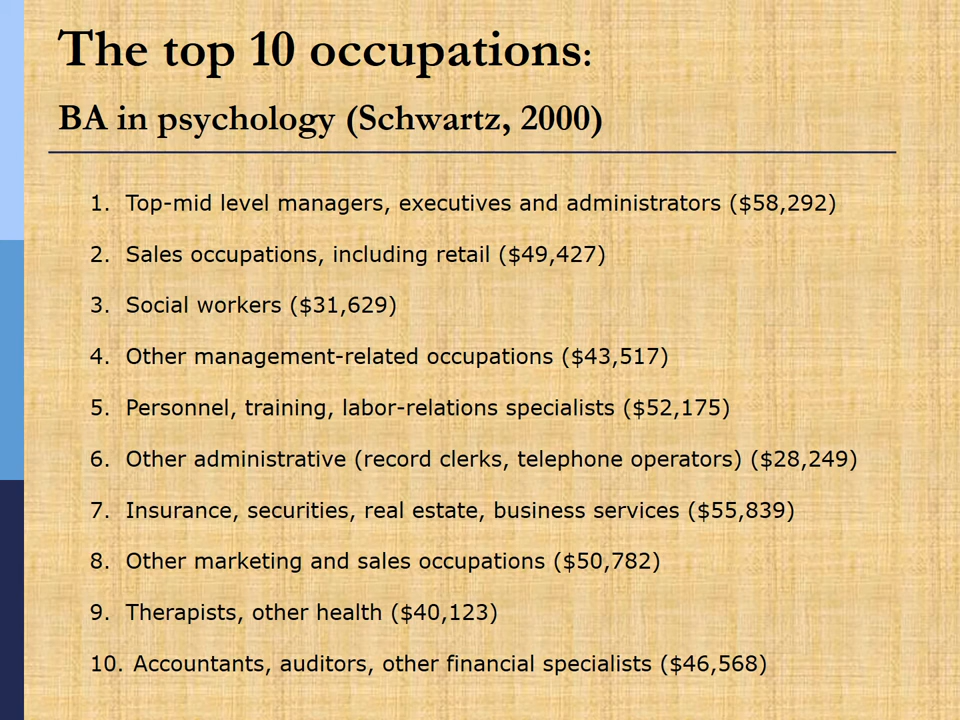 The top 10 occupations:
BA in psychology (Schwartz, 2000)
1. Top-mid level managers, executives and administrators ($58,292)
2. Sales occupations, including retail ($49,427)
3. Social workers ($31,629)
4. Other management-related occupations ($43,517)
5. Personnel, training, labor-relations specialists ($52,175)
6. Other administrative (record clerks, telephone operators) ($28,249)
7. Insurance, securities, real estate, business services ($55,839)
8. Other marketing and sales occupations ($50,782)
9. Therapists, other health ($40,123)
10. Accountants, auditors, other financial specialists ($46,568)